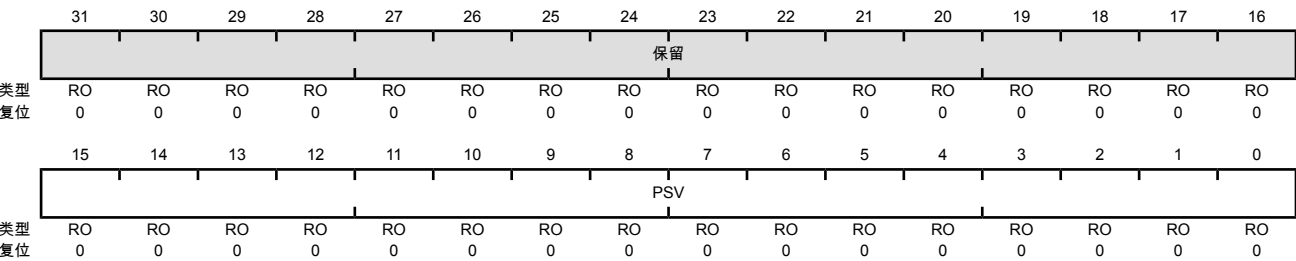 31 30 29 28 27 26 25 24 23 22 21 20 19 18 17 16
保留
类型 RO RO RO RO RO RO RO RO RO RO RO RO RO RO RO RO
复位 0 0 0 0 0 0 0 0 0 0 0 0 0 0 0 0
15 14 13 12 11 10 9 8 7 6 5 4 3 2 1 0
PSV
类型 RO RO RO RO RO RO RO RO RO RO RO RO RO RO RO RO
复位 0 0 0 0 0 0 0 0 0 0 0 0 0 0 0 0